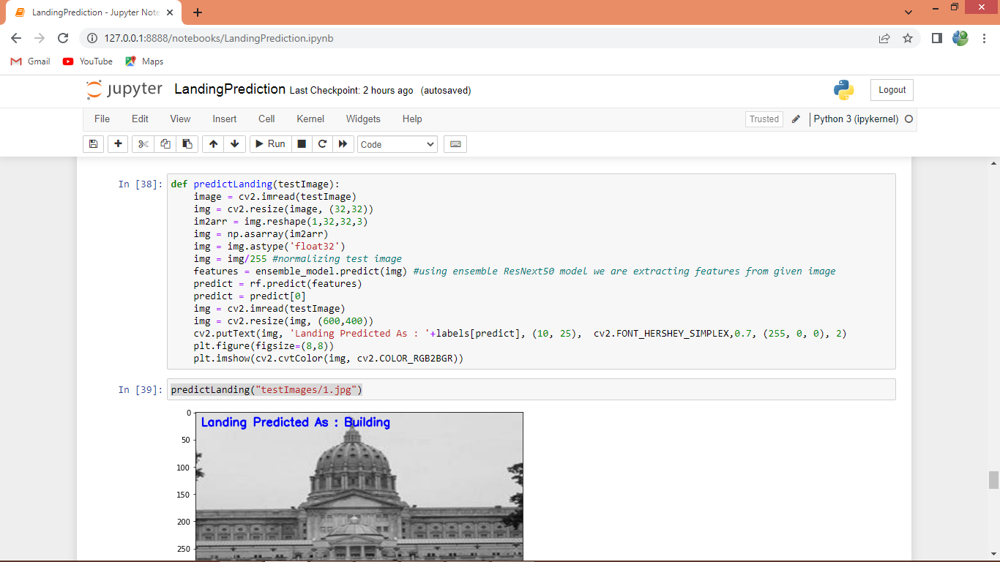 LandingPrediction - Jupyter Note
127.0.0.1:8888/notebooks/LandingPrediction.ipynb
Gmail YouTube Maps
jupyter LandingPrediction Last Checkpoint: 2 hours ago (autosaved) Logout
File Edit View Insert Cell Kernel Widgets Help Trusted Python 3 (ipykernel)
Run Code
In [38]: def predictLanding(testImage):
image = cv2.imread(testImage)
img = cv2.resize(image, (32,32))
im2arr = img.reshape(1,32,32,3)
img = np.asarray(im2arr)
img = img.astype('float32')
img = img/255 #normalizing test image
features = ensemble_model.predict(img) #using ensemble ResNext50 model we are extracting features from given image
predict = rf.predict(features)
predict = predict[0]
img = cv2.imread(testImage)
img = cv2.resize(img, (600,400))
cv2.putText(img, 'Landing Predicted As : '+labels[predict], (10, 25),  cv2.FONT_HERSHEY_SIMPLEX,0.7, (255, 0, 0), 2)
plt.figure(figsize=(8,8))
plt.imshow(cv2.cvtColor(img, cv2.COLOR_RGB2BGR))
In [39]: predictLanding("testImages/1.jpg")
0
Landing Predicted As : Building
50
100
150
200
250